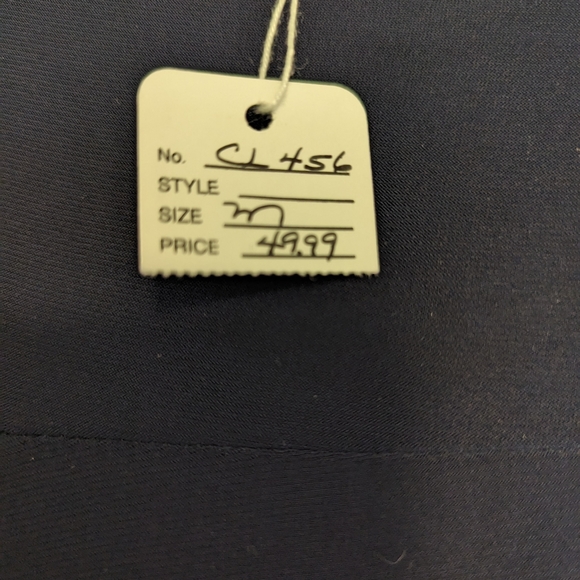 No. CL 456
STYLE
SIZE m
PRICE 49.99